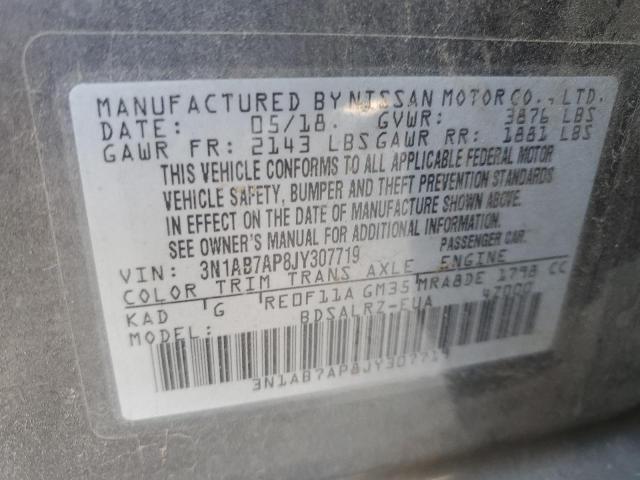 MANUFACTURED BY NISSAN MOTOR CO., LTD.
DATE: 05/18. GVWR: 3876 LBS
GAWR FR: 2143 LBS GAWR RR: 1881 LBS
THIS VEHICLE CONFORMS TO ALL APPLICABLE FEDERAL MOTOR
VEHICLE SAFETY, BUMPER AND THEFT PREVENTION STANDARDS
IN EFFECT ON THE DATE OF MANUFACTURE SHOWN ABOVE.
SEE OWNER'S MANUAL FOR ADDITIONAL INFORMATION.
VIN: 3N1AB7AP8JY307719 PASSENGER CAR.
COLOR TRIM TRANS AXLE ENGINE
KAD G RE0F11A GM35 MRA8DE 1798 CC
MODEL: BDSALRZ-EUA 47000
3N1AB7AP8JY307719